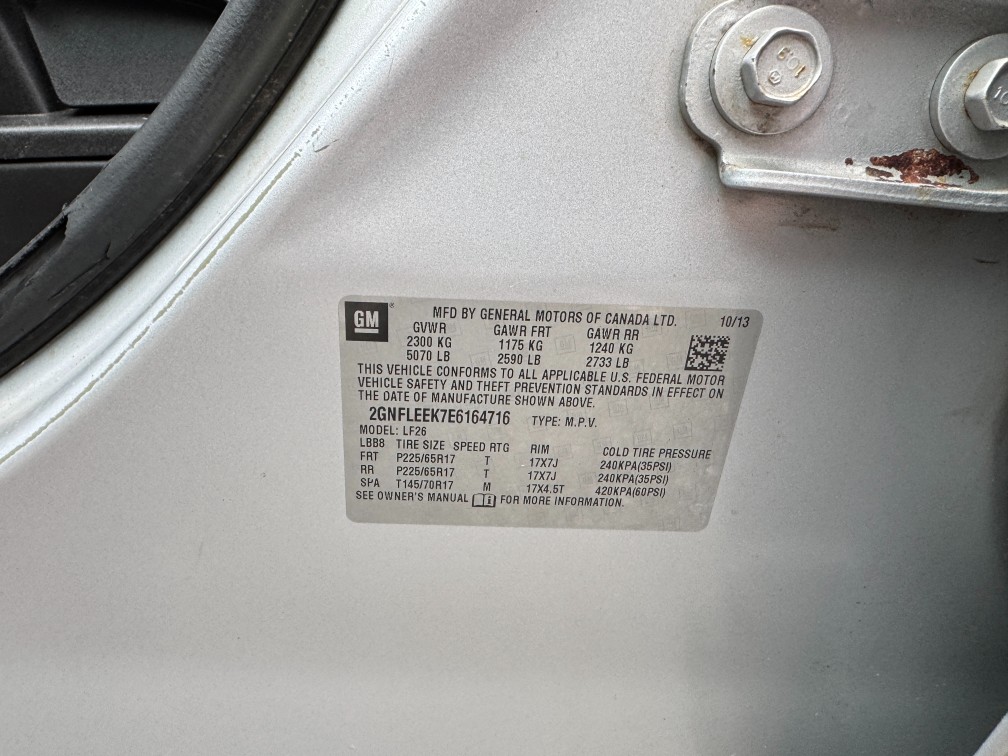 10.9
10
GM
MFD BY GENERAL MOTORS OF CANADA LTD. 10/13
GVWR GAWR FRT GAWR RR
2300 KG 1175 KG 1240 KG
5070 LB 2590 LB 2733 LB
THIS VEHICLE CONFORMS TO ALL APPLICABLE U.S. FEDERAL MOTOR
VEHICLE SAFETY AND THEFT PREVENTION STANDARDS IN EFFECT ON
THE DATE OF MANUFACTURE SHOWN ABOVE.
2GNFLEEK7E6164716 TYPE: M.P.V.
MODEL: LF26
LBB8 TIRE SIZE SPEED RTG RIM COLD TIRE PRESSURE
FRT P225/65R17 T 17X7J 240KPA(35PSI)
RR P225/65R17 T 17X7J 240KPA(35PSI)
SPA T145/70R17 M 17X4.5T 420KPA(60PSI)
SEE OWNER'S MANUAL FOR MORE INFORMATION.